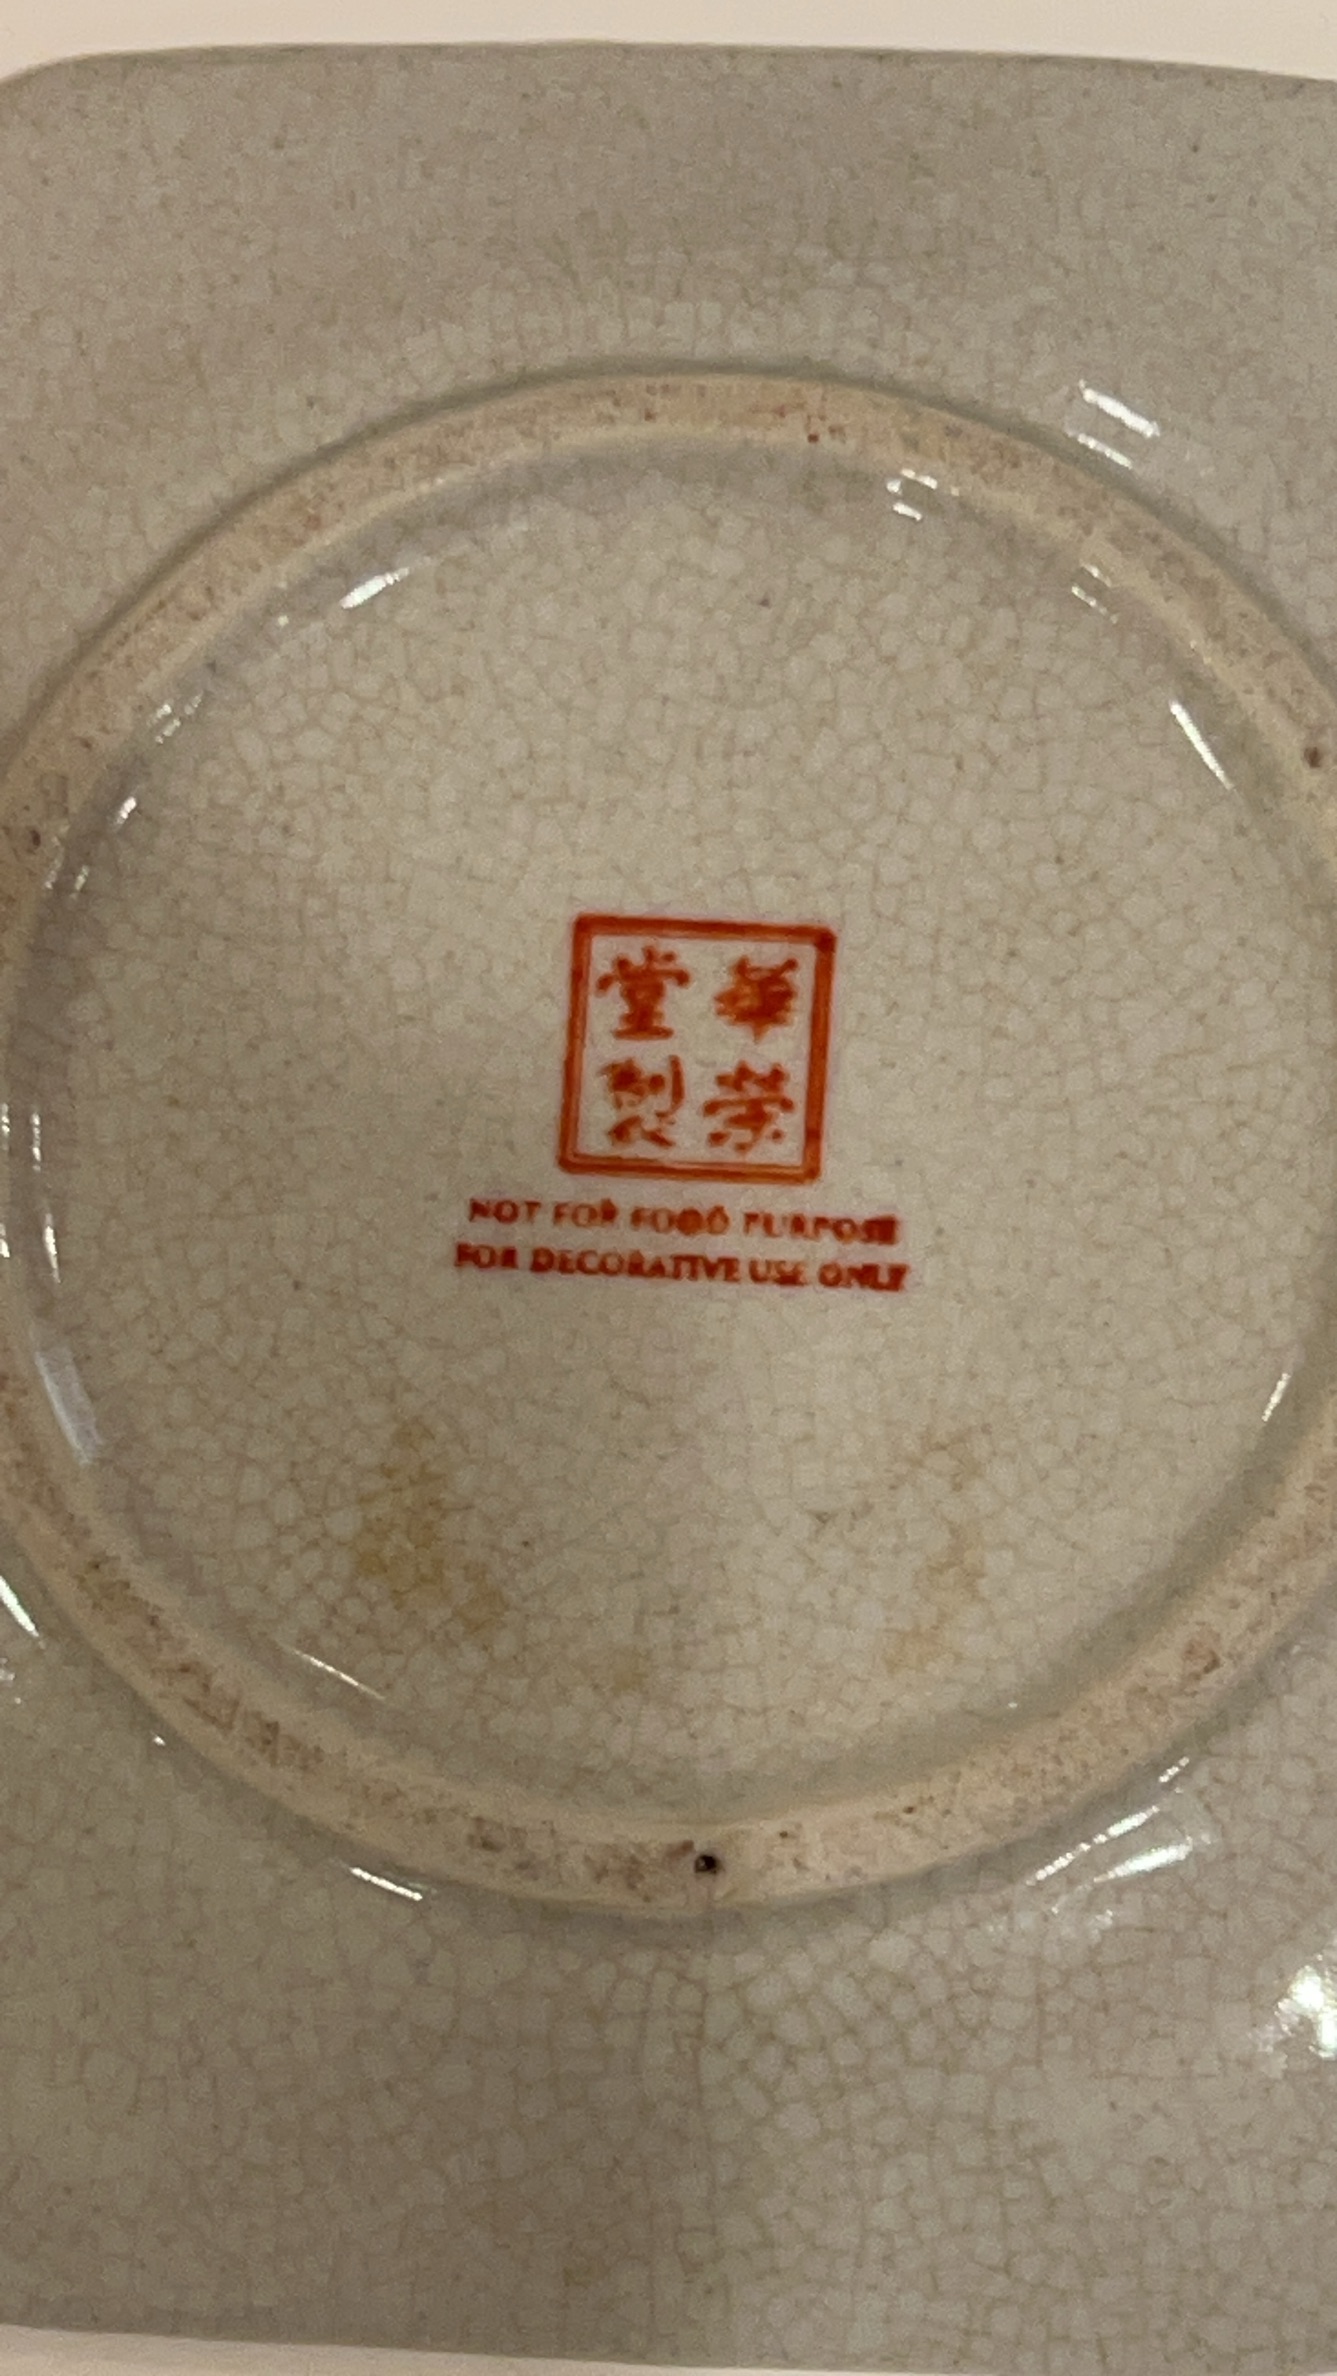 華榮
堂製
NOT FOR FOOD PURPOSE
FOR DECORATIVE USE ONLY